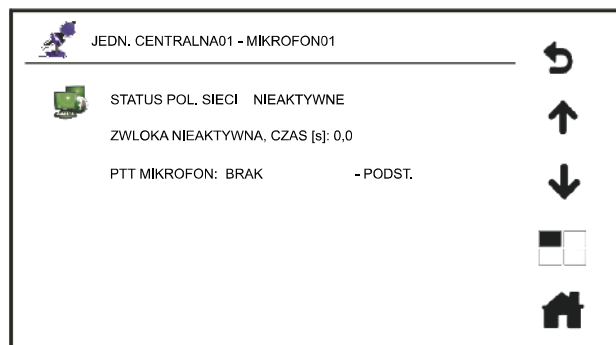 JEDN. CENTRALNA01 - MIKROFON01
STATUS POL. SIECI NIEAKTYWNE
ZWLOKA NIEAKTYWNA, CZAS [s]: 0,0
PTT MIKROFON: BRAK - PODST.